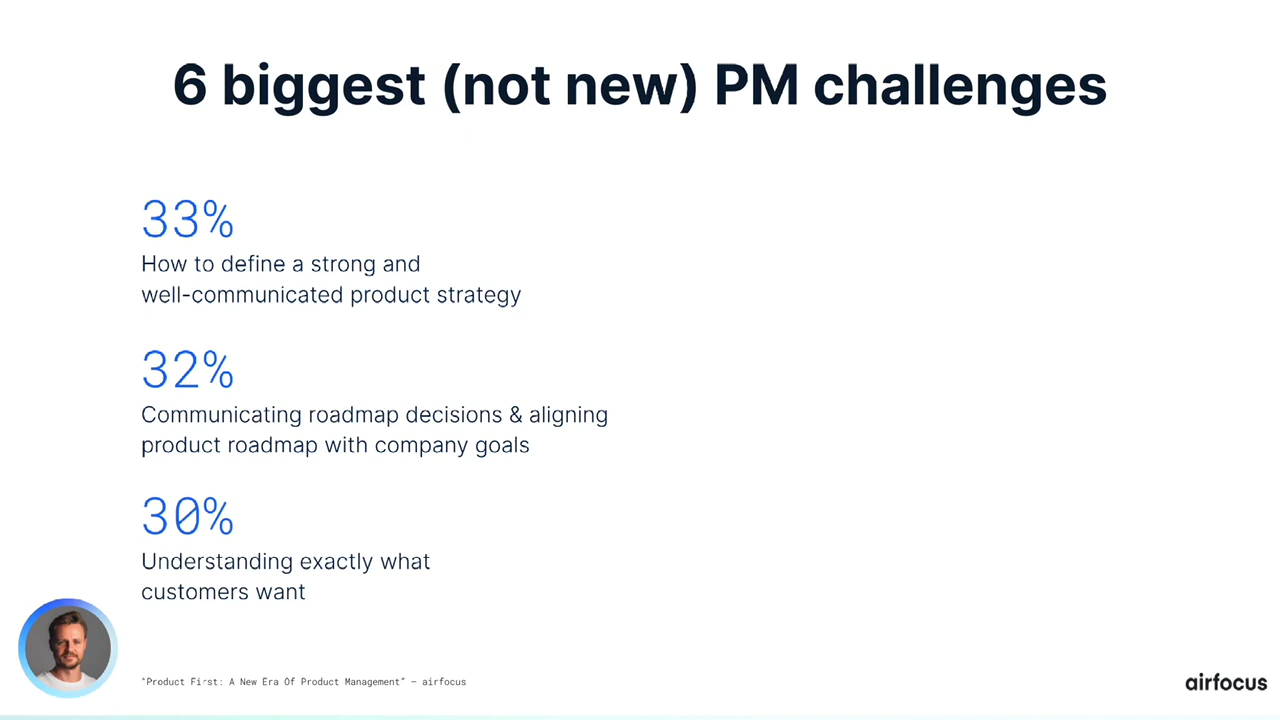 6 biggest (not new) PM challenges
33%
How to define a strong and
well-communicated product strategy
32%
Communicating roadmap decisions & aligning
product roadmap with company goals
30%
Understanding exactly what
customers want
"Product First: A New Era Of Product Management" – airfocus
airfocus